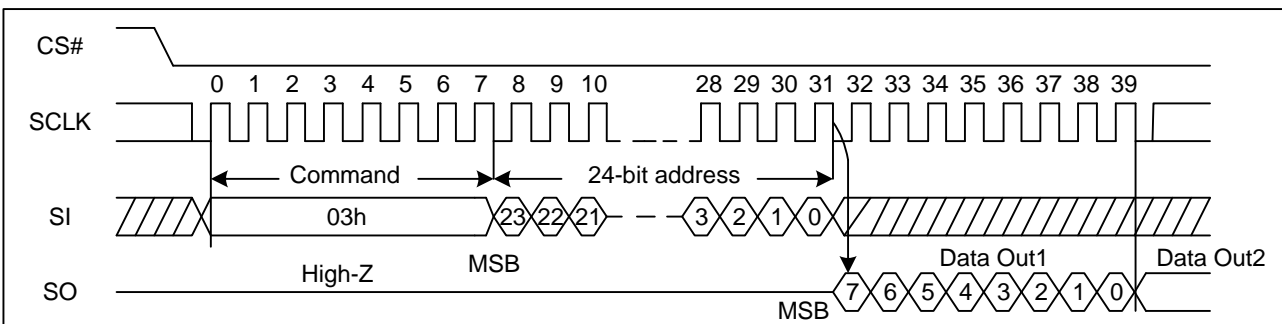 CS#
0 1 2 3 4 5 6 7 8 9 10 28 29 30 31 32 33 34 35 36 37 38 39
SCLK
Command 24-bit address
SI 03h 23 22 21 3 2 1 0
High-Z MSB Data Out1 Data Out2
SO MSB 7 6 5 4 3 2 1 0